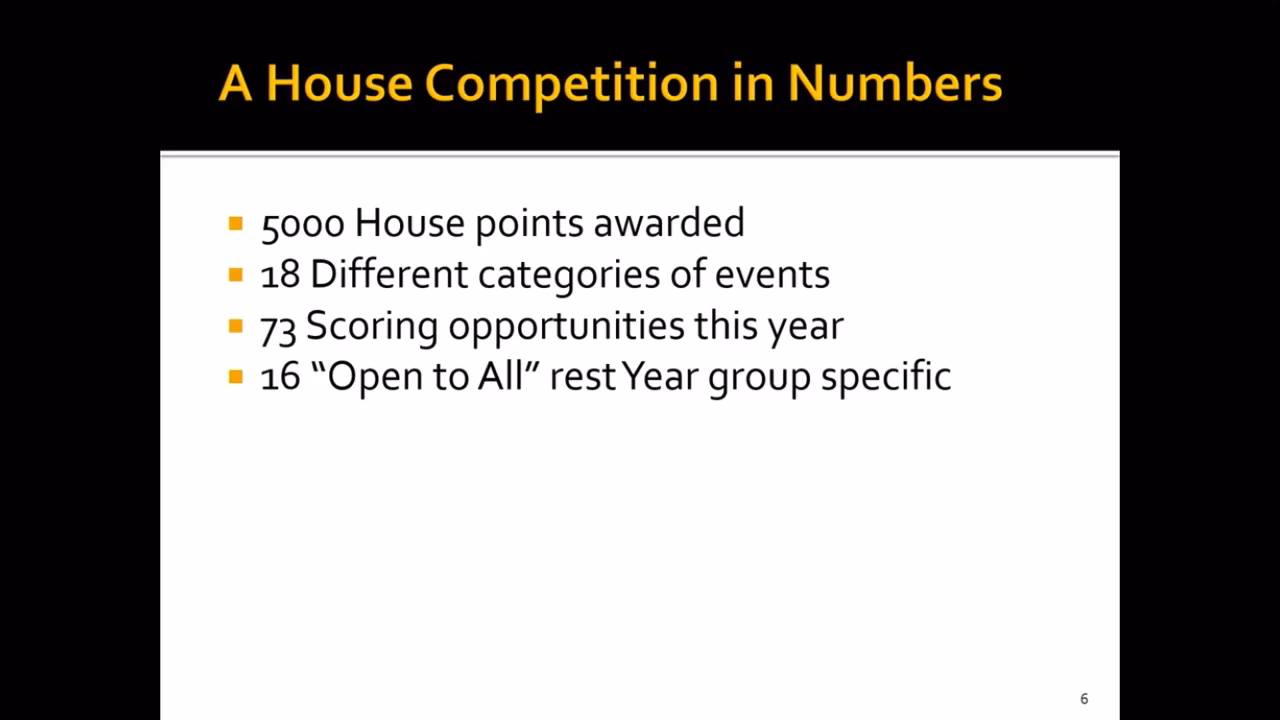 A House Competition in Numbers
5000 House points awarded
18 Different categories of events
73 Scoring opportunities this year
16 “Open to All” rest Year group specific
6